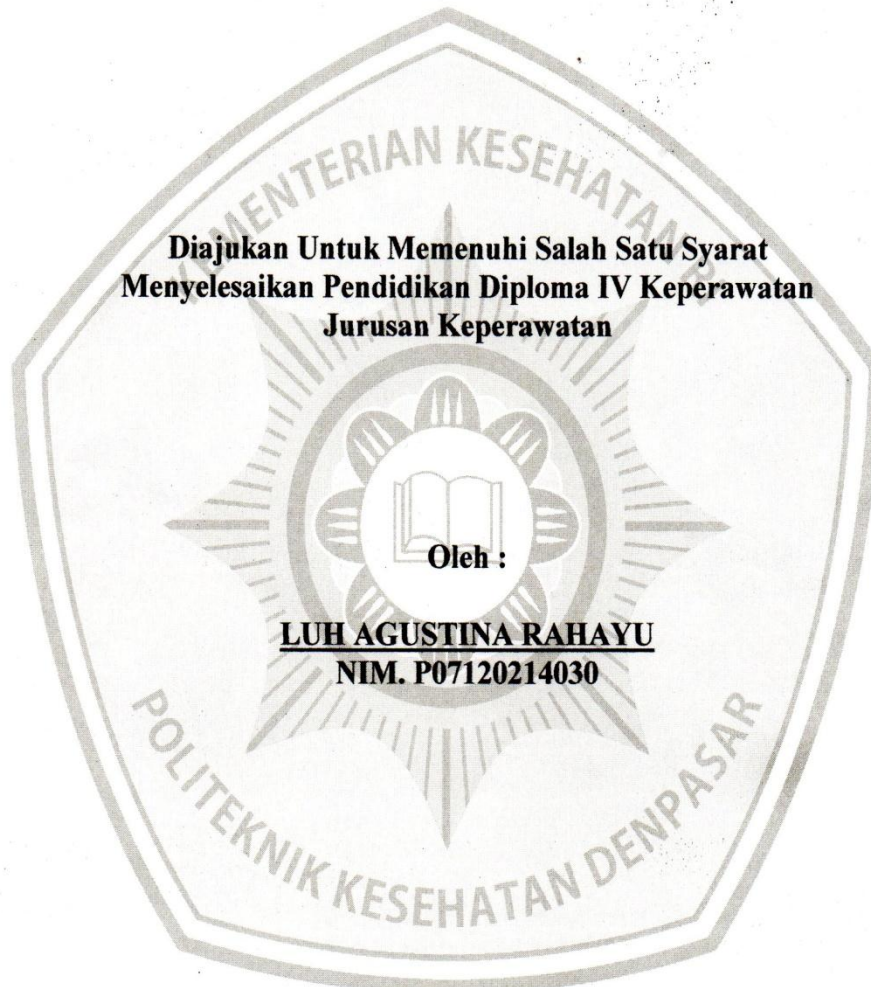 KEMENTERIAN KESEHATAN RI
Diajukan Untuk Memenuhi Salah Satu Syarat
Menyelesaikan Pendidikan Diploma IV Keperawatan
Jurusan Keperawatan
Oleh :
LUH AGUSTINA RAHAYU
NIM. P07120214030
POLITEKNIK KESEHATAN DENPASAR